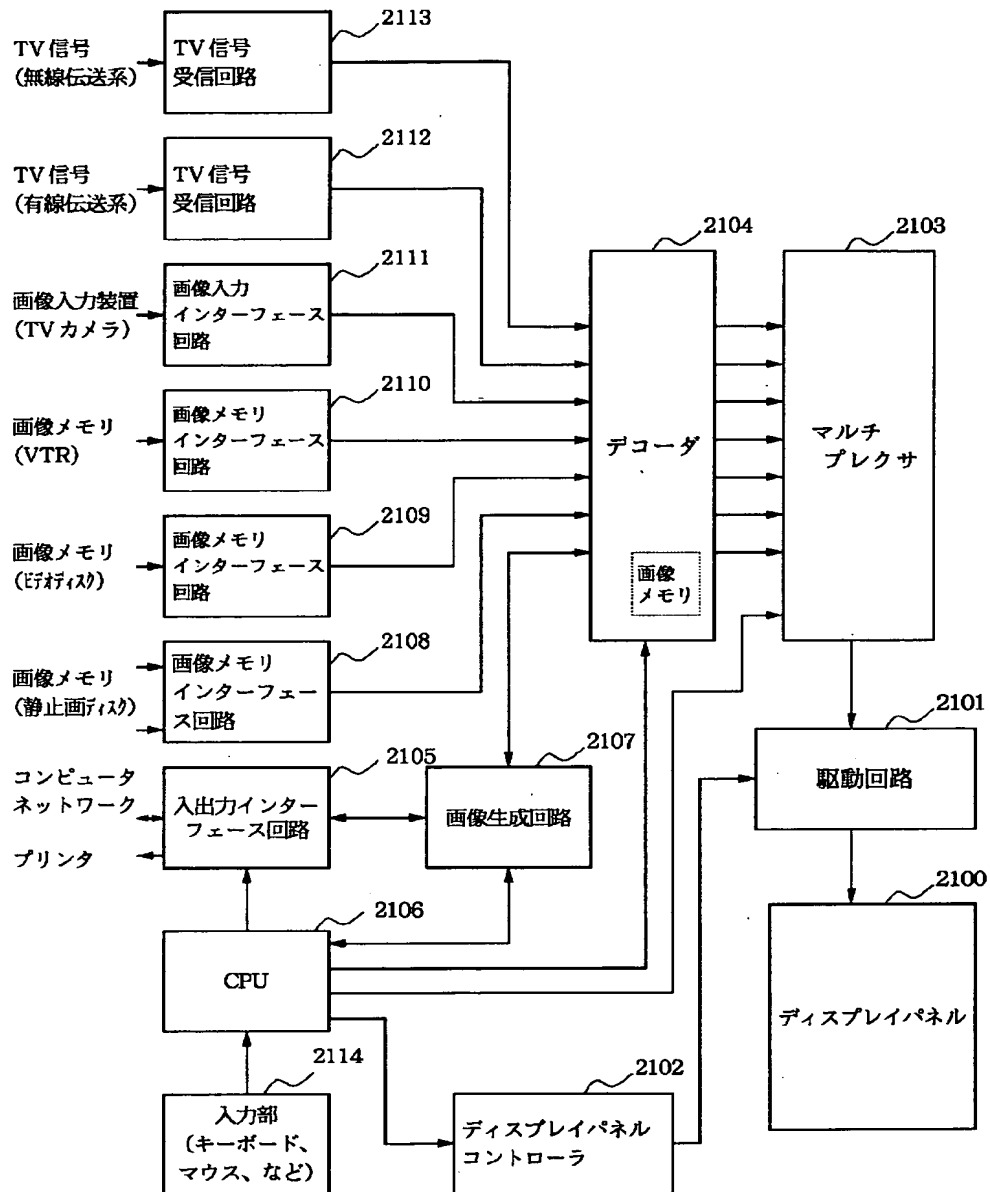 2113
TV信号
(無線伝送系)
TV信号
受信回路
2112
TV信号
(有線伝送系)
TV信号
受信回路
2111
画像入力装置
(TVカメラ)
画像入力
インターフェース
回路
2110
画像メモリ
(VTR)
画像メモリ
インターフェース
回路
2109
画像メモリ
(ビデオディスク)
画像メモリ
インターフェース
回路
2108
画像メモリ
(静止画ディスク)
画像メモリ
インターフェー
ス回路
2104
デコーダ
画像
メモリ
2103
マルチ
プレクサ
2105
コンピュータ
ネットワーク
プリンタ
入出力インター
フェース回路
2107
画像生成回路
2101
駆動回路
2106
CPU
2100
ディスプレイパネル
2114
入力部
(キーボード、
マウス、など)
2102
ディスプレイパネル
コントローラ